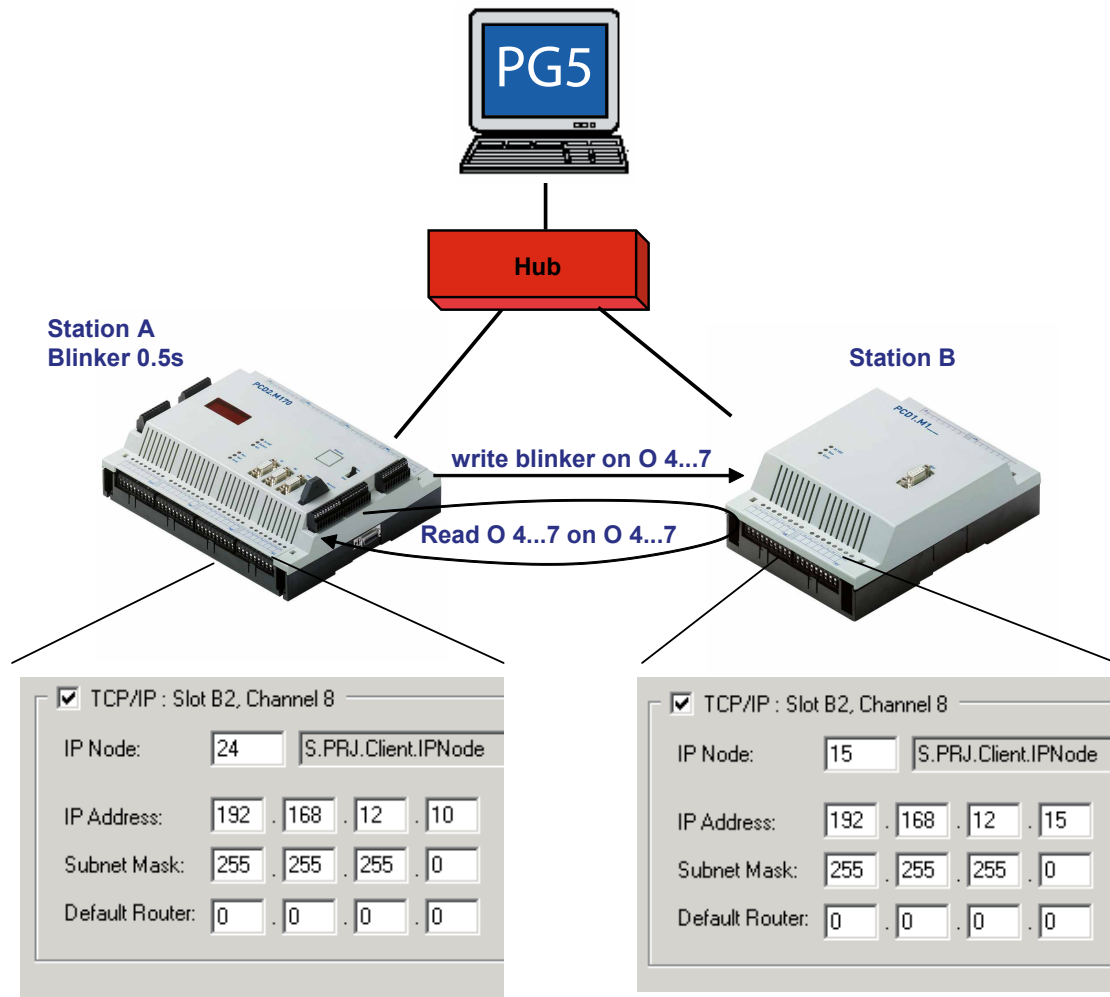 PG5
Hub
Station A
Blinker 0.5s
Station B
PCD2.M170
PCD1.M1__
write blinker on O 4...7
Read O 4...7 on O 4...7
TCP/IP : Slot B2, Channel 8
IP Node: 24 S.PRJ.Client.IPNode
IP Address: 192 . 168 . 12 . 10
Subnet Mask: 255 . 255 . 255 . 0
Default Router: 0 . 0 . 0 . 0
TCP/IP : Slot B2, Channel 8
IP Node: 15 S.PRJ.Client.IPNode
IP Address: 192 . 168 . 12 . 15
Subnet Mask: 255 . 255 . 255 . 0
Default Router: 0 . 0 . 0 . 0